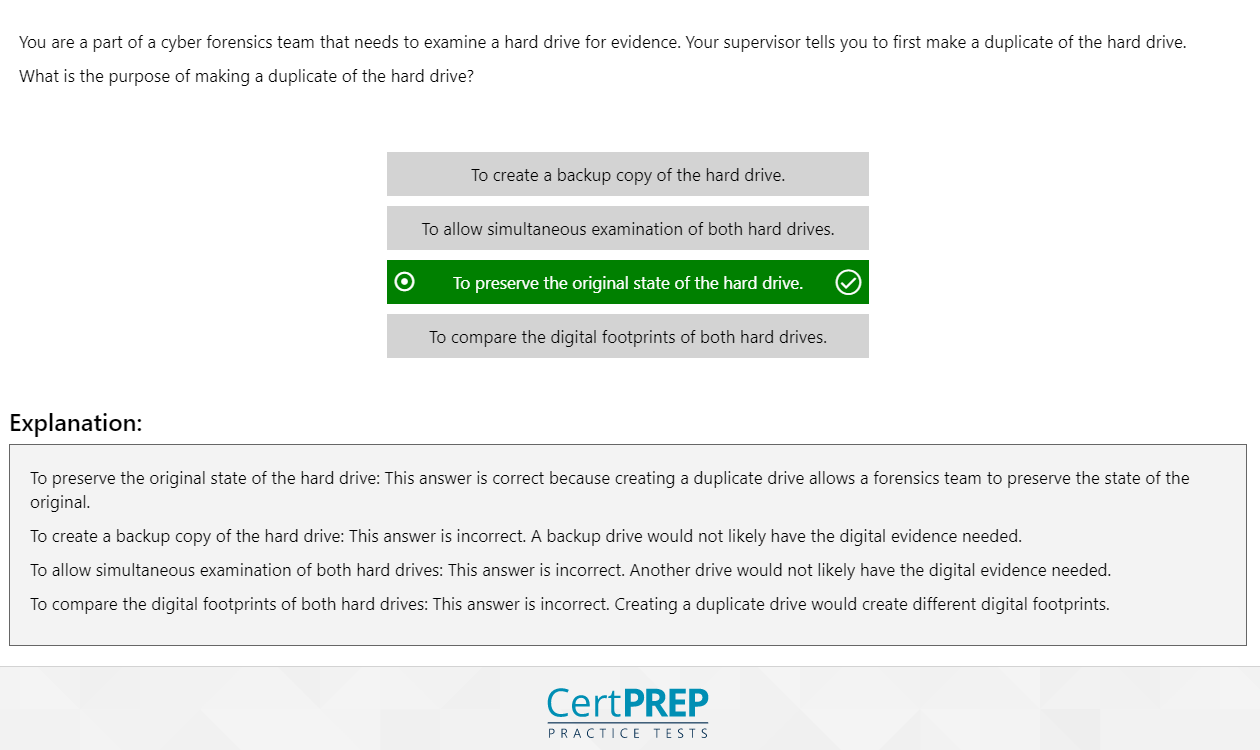 You are a part of a cyber forensics team that needs to examine a hard drive for evidence. Your supervisor tells you to first make a duplicate of the hard drive.
What is the purpose of making a duplicate of the hard drive?
To create a backup copy of the hard drive.
To allow simultaneous examination of both hard drives.
To preserve the original state of the hard drive.
To compare the digital footprints of both hard drives.
Explanation:
To preserve the original state of the hard drive: This answer is correct because creating a duplicate drive allows a forensics team to preserve the state of the
original.
To create a backup copy of the hard drive: This answer is incorrect. A backup drive would not likely have the digital evidence needed.
To allow simultaneous examination of both hard drives: This answer is incorrect. Another drive would not likely have the digital evidence needed.
To compare the digital footprints of both hard drives: This answer is incorrect. Creating a duplicate drive would create different digital footprints.
CertPREP
PRACTICE TESTS